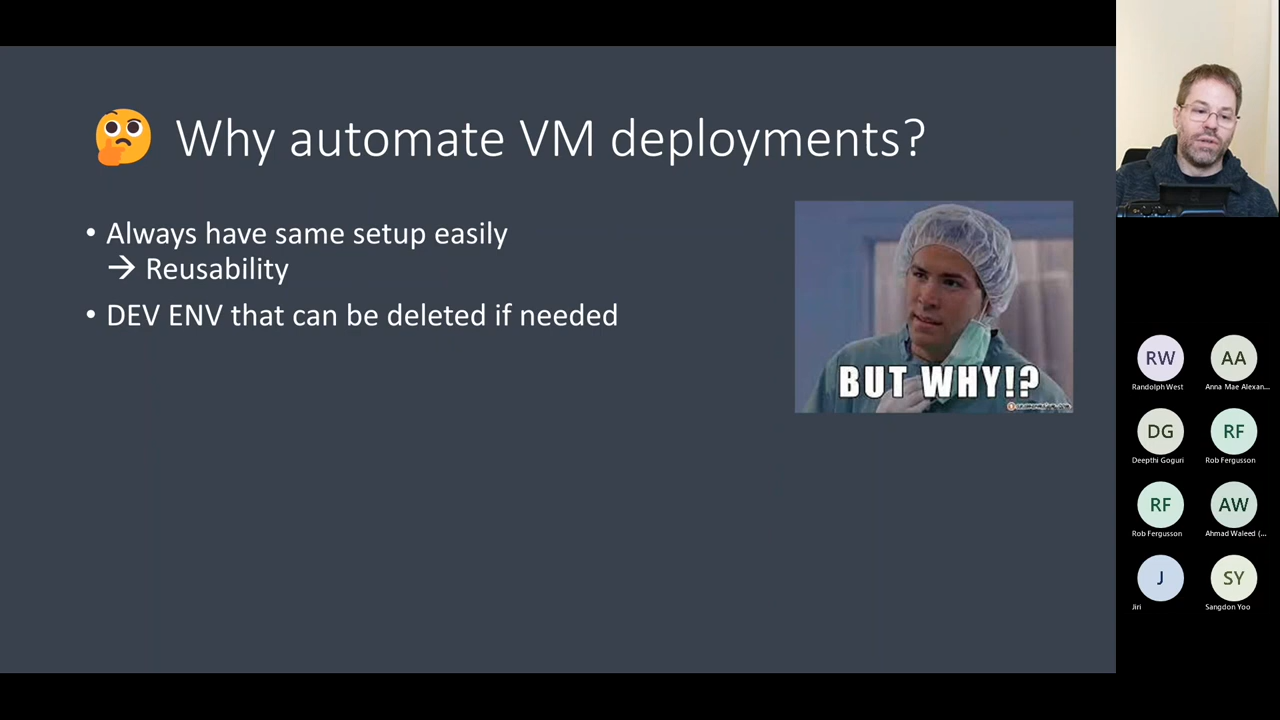 Why automate VM deployments?
• Always have same setup easily
→ Reusability
• DEV ENV that can be deleted if needed
BUT WHY!?
RW
AA
Randolph West
Anna Mae Alexan...
DG
RF
Deepthi Goguri
Rob Fergusson
RF
AW
Rob Fergusson
Ahmad Waleed (...
J
SY
Jiri
Sangdon Yoo